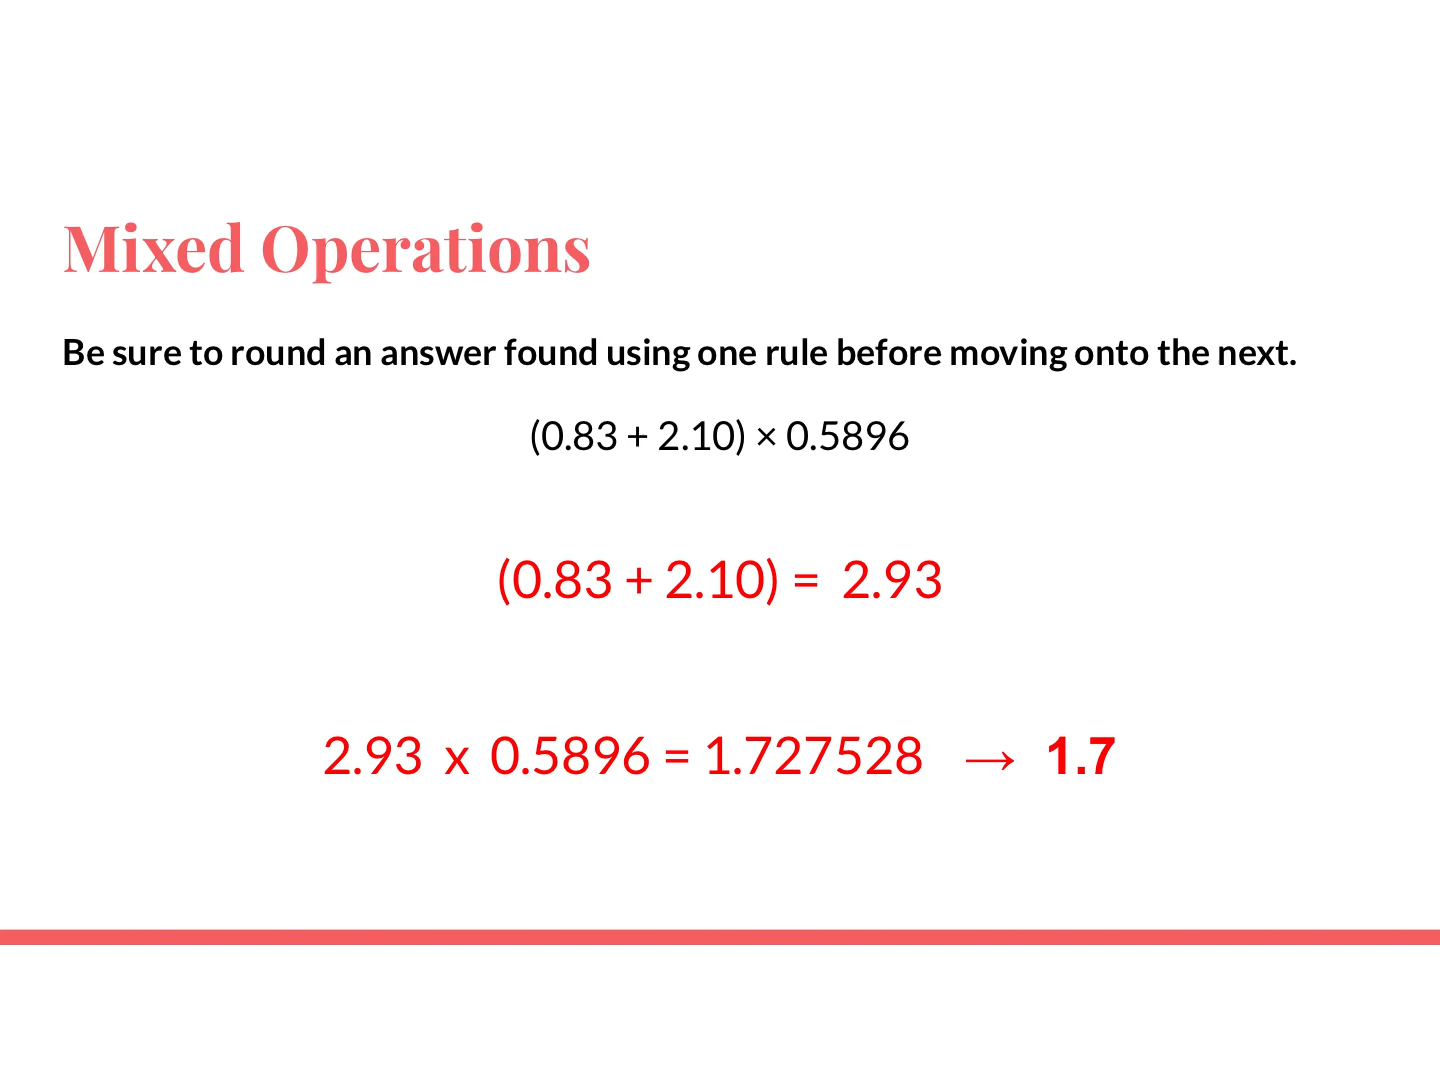 Mixed Operations
Be sure to round an answer found using one rule before moving onto the next.
(0.83 + 2.10) × 0.5896
(0.83 + 2.10) = 2.93
2.93 x 0.5896 = 1.727528 → 1.7